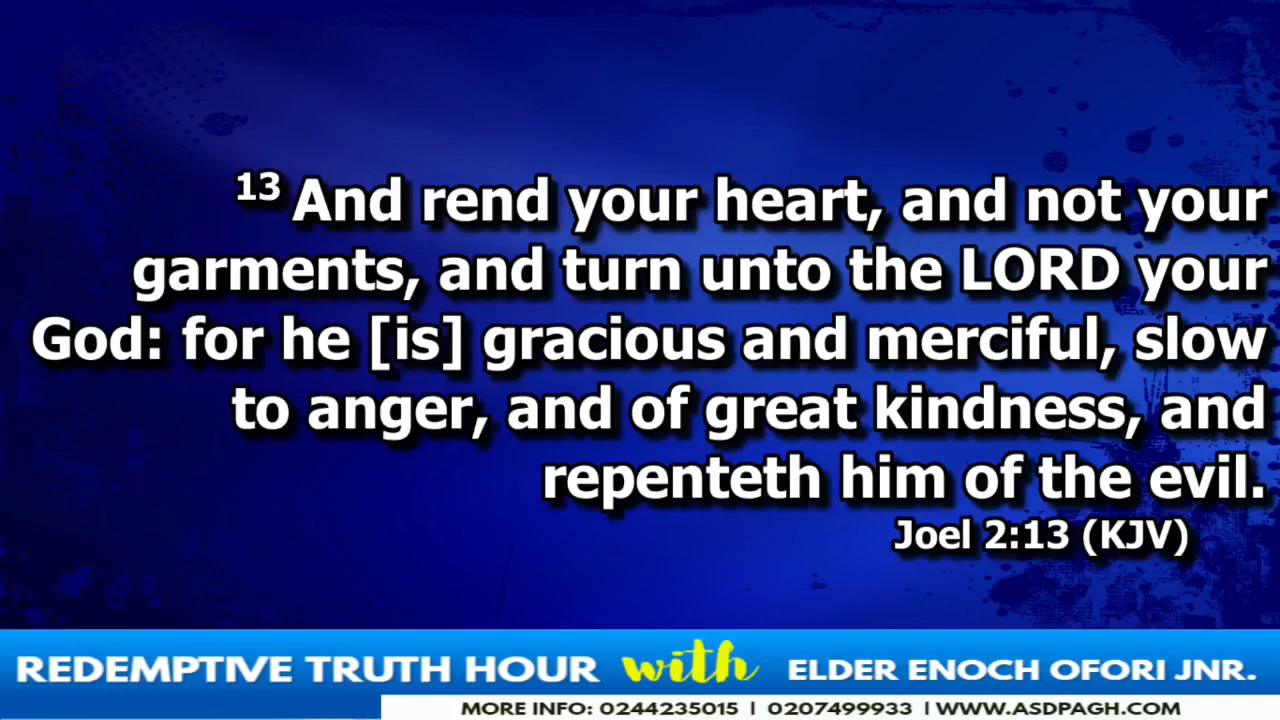 13 And rend your heart, and not your
garments, and turn unto the LORD your
God: for he [is] gracious and merciful, slow
to anger, and of great kindness, and
repenteth him of the evil.
Joel 2:13 (KJV)
REDEMPTIVE TRUTH HOUR with ELDER ENOCH OFORI JNR.
MORE INFO: 0244235015 | 0207499933 | WWW.ASDPAGH.COM